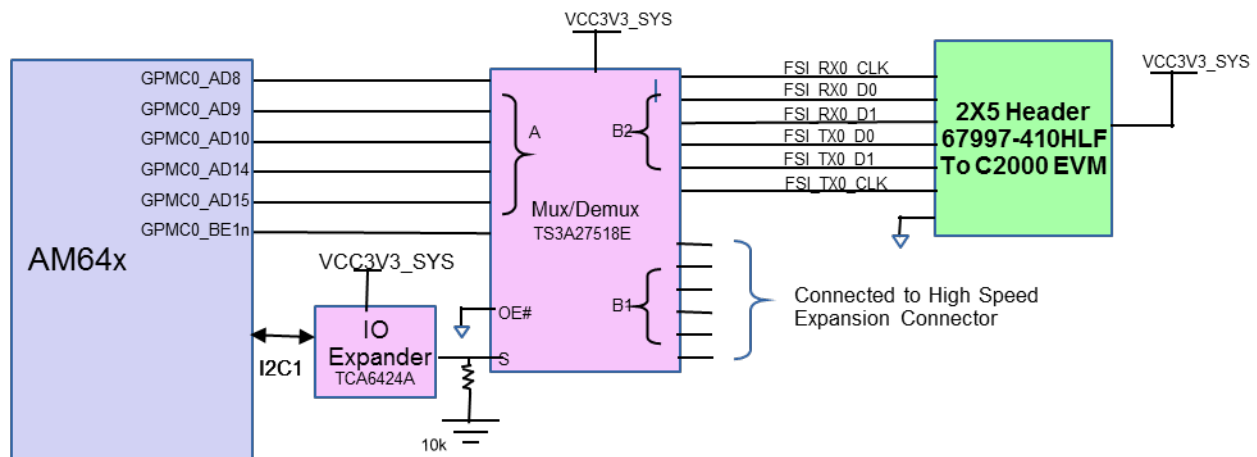 VCC3V3_SYS
GPMC0_AD8
GPMC0_AD9
GPMC0_AD10
GPMC0_AD14
GPMC0_AD15
GPMC0_BE1n
AM64x
VCC3V3_SYS
I2C1
IO
Expander
TCA6424A
10k
A
B2
Mux/Demux
TS3A27518E
OE#
B1
S
FSI_RX0_CLK
FSI_RX0_D0
FSI_RX0_D1
FSI_TX0_D0
FSI_TX0_D1
FSI_TX0_CLK
2X5 Header
67997-410HLF
To C2000 EVM
VCC3V3_SYS
Connected to High Speed
Expansion Connector